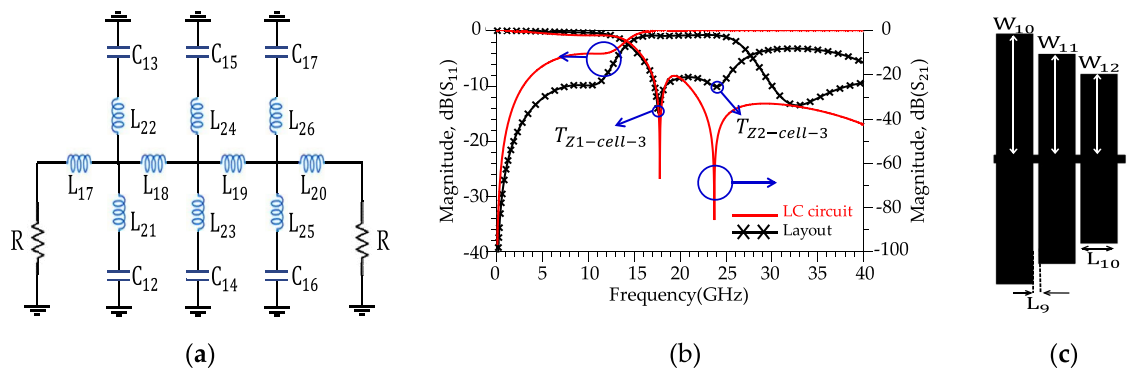 C13 C15 C17
L22 L24 L26
L17 L18 L19 L20
R L21 L23 L25 R
C12 C14 C16
(a)
Magnitude, dB(S11)
0
-10
-20
-30
-40
TZ1−cell−3
TZ2−cell−3
LC circuit
Layout
0 5 10 15 20 25 30 35 40
Frequency(GHz)
0
-20
-40
-60
-80
-100
Magnitude, dB(S21)
(b)
W10
W11
W12
L10
L9
(c)